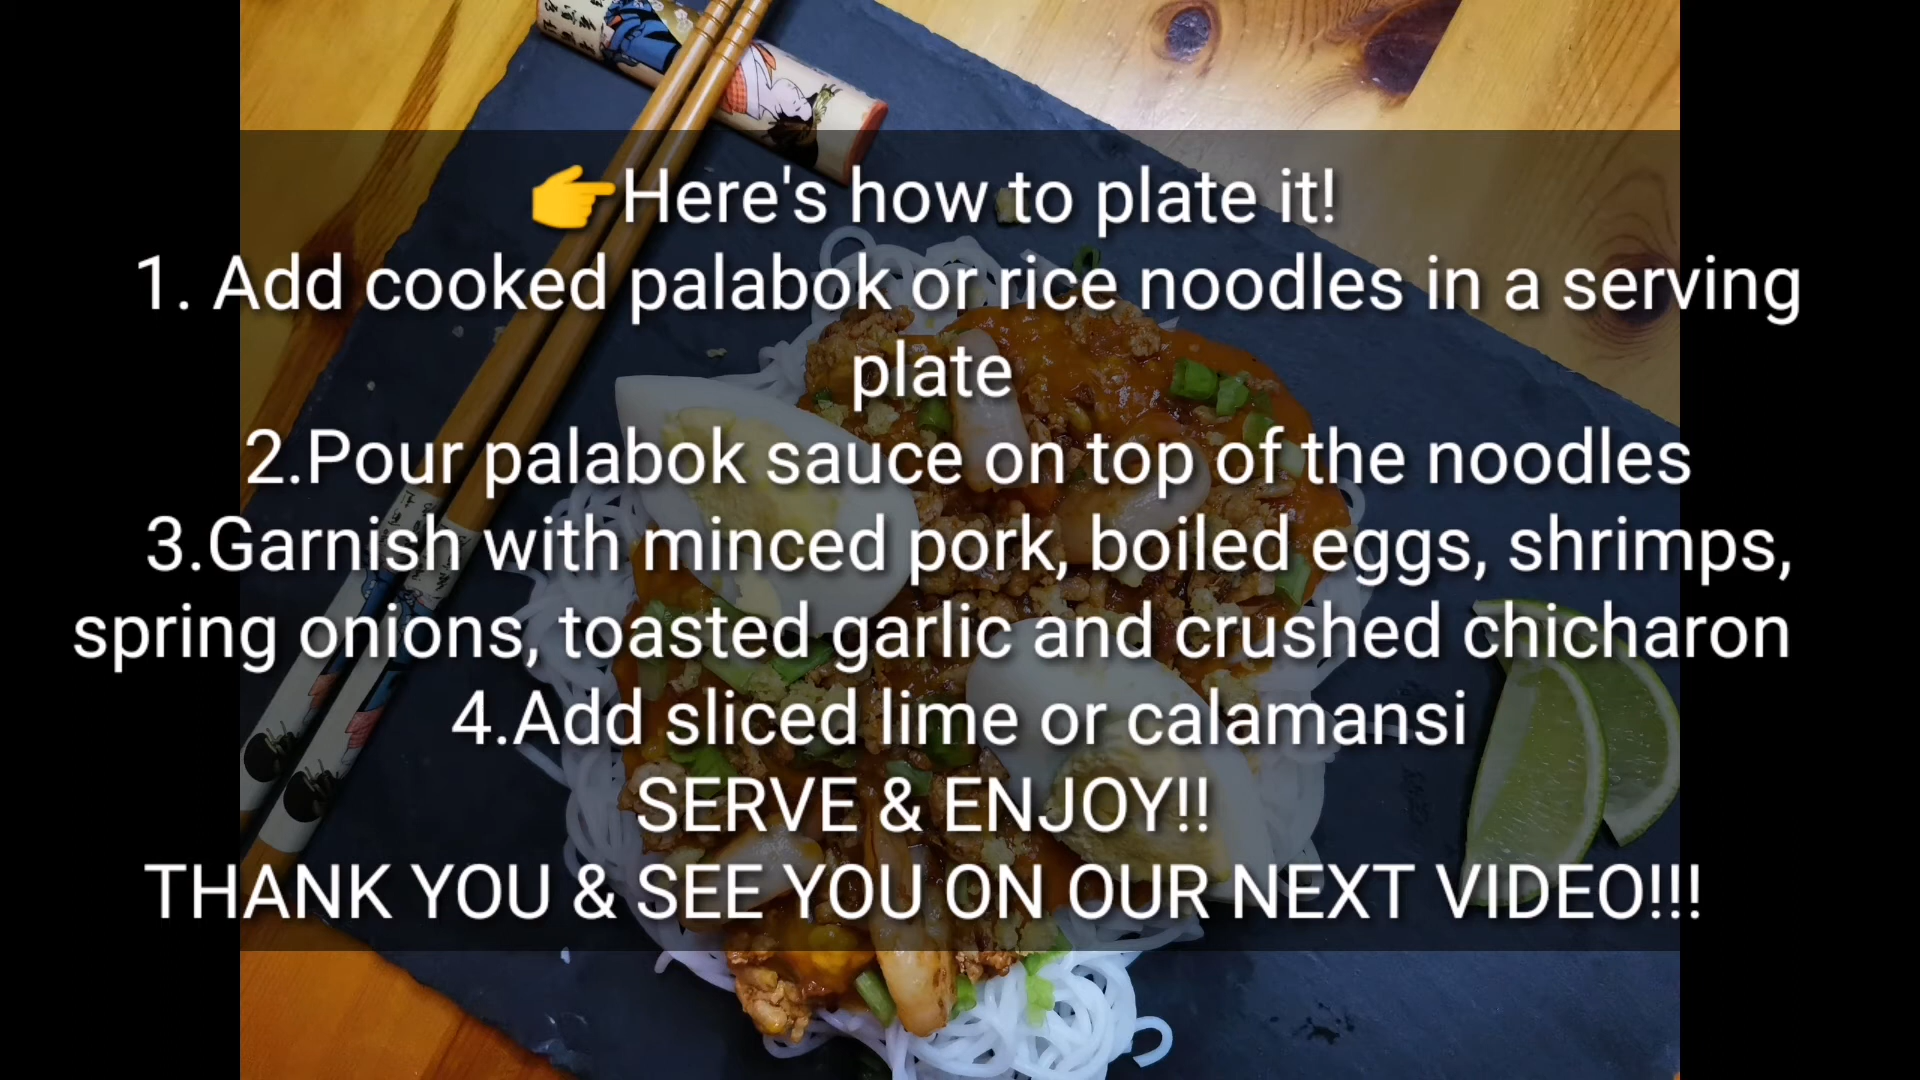 👉Here's how to plate it!
1. Add cooked palabok or rice noodles in a serving
plate
2.Pour palabok sauce on top of the noodles
3.Garnish with minced pork, boiled eggs, shrimps,
spring onions, toasted garlic and crushed chicharon
4.Add sliced lime or calamansi
SERVE & ENJOY!!
THANK YOU & SEE YOU ON OUR NEXT VIDEO!!!